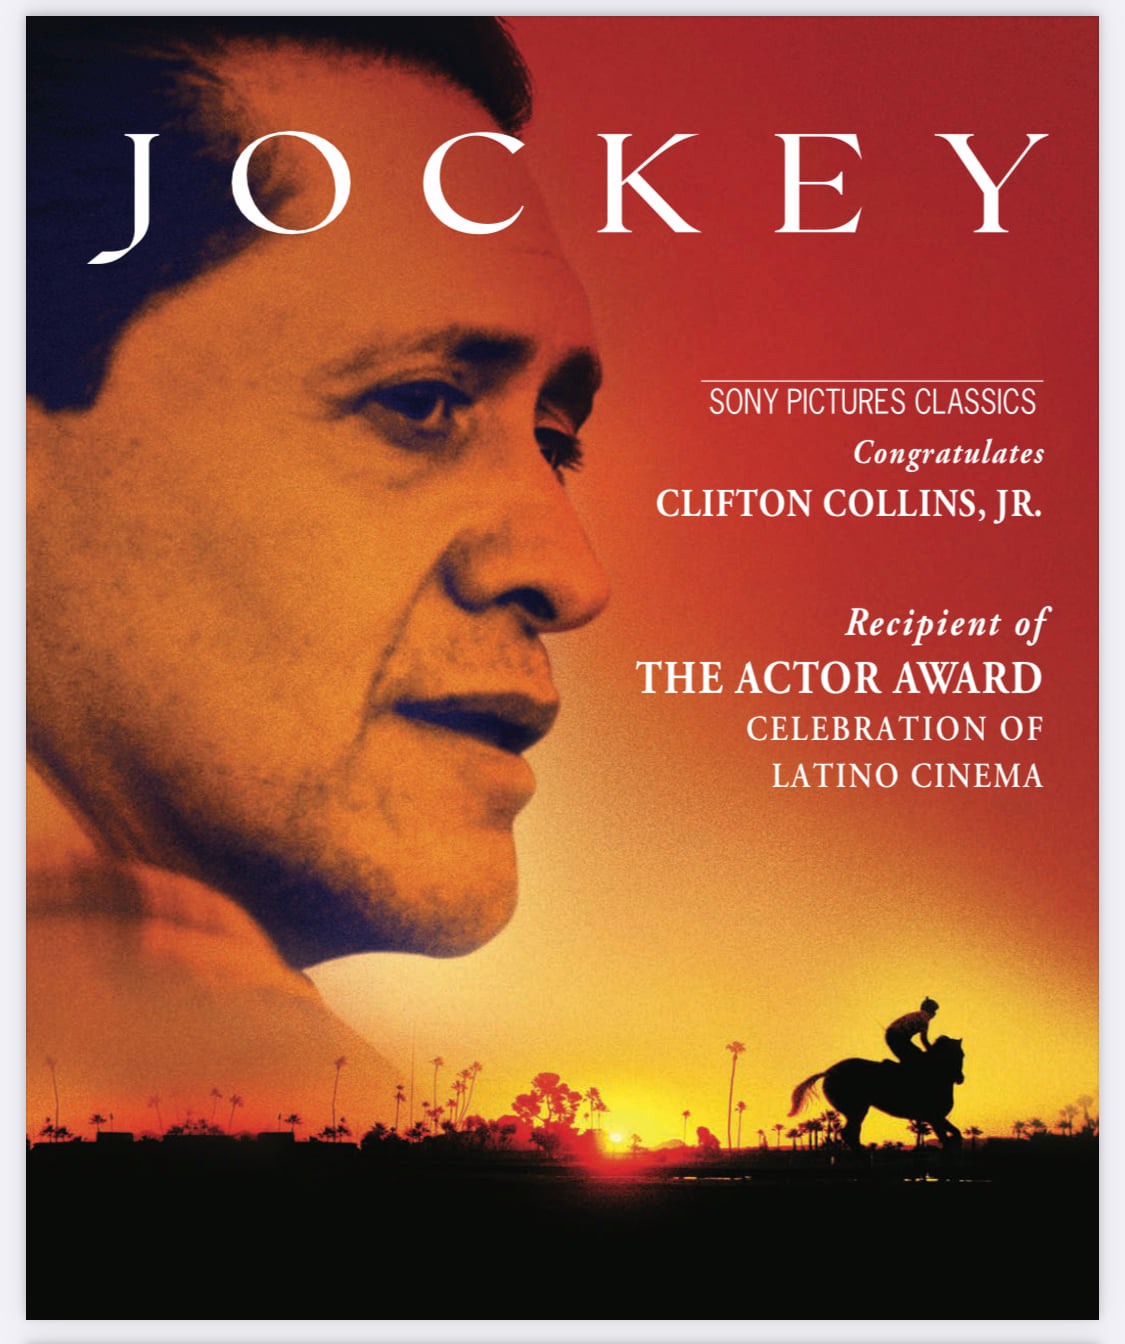 JOCKEY
SONY PICTURES CLASSICS
Congratulates
CLIFTON COLLINS, JR.
Recipient of
THE ACTOR AWARD
CELEBRATION OF
LATINO CINEMA